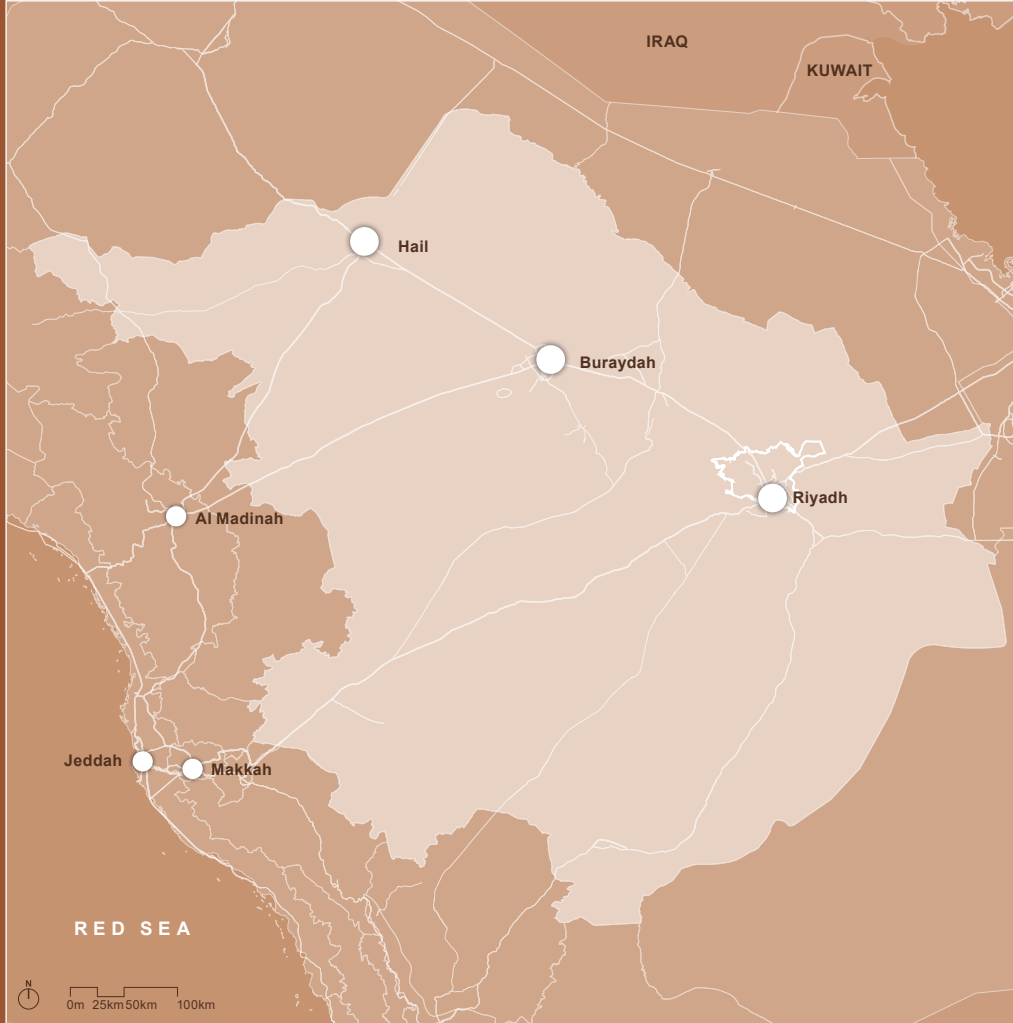 IRAQ
KUWAIT
Hail
Buraydah
Riyadh
Al Madinah
Jeddah
Makkah
RED SEA
N
0m 25km 50km 100km